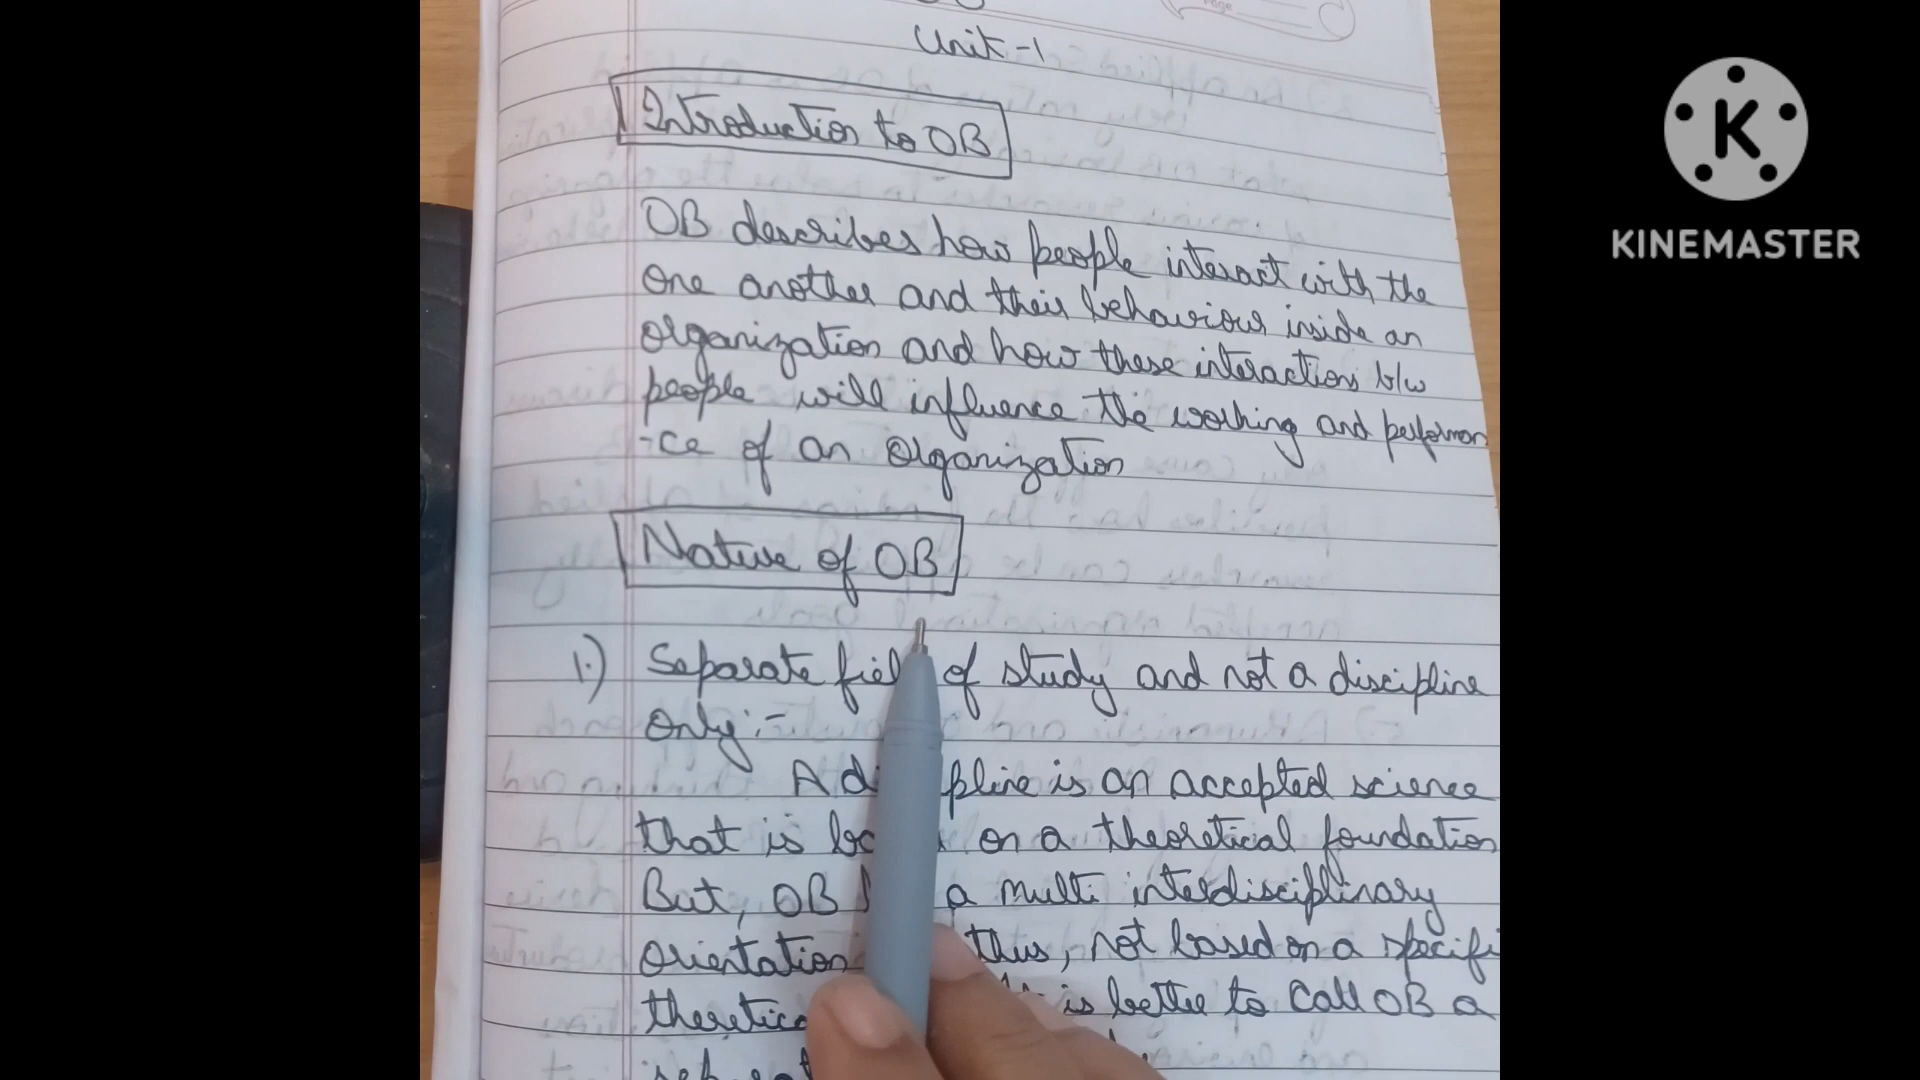 Page
Unit-1
Introduction to OB
OB describes how people interact with the
one another and their behaviour inside an
organization and how these interactions b/w
people will influence the working and performan
-ce of an organization
Nature of OB
1.) Separate fiel of study and not a discipline
only :-
A di pline is an accepted science
that is b on a theoretical foundation
But, OB a multi interdisciplinary
orientation thus, not based on a specifi
theretica is better to call OB a
KINEMASTER